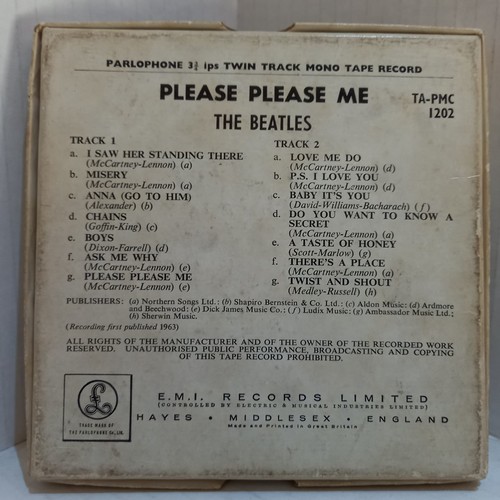 PARLOPHONE 3¾ ips TWIN TRACK MONO TAPE RECORD
PLEASE PLEASE ME
TA-PMC
1202
THE BEATLES
TRACK 1
a. I SAW HER STANDING THERE
(McCartney-Lennon) (a)
b. MISERY
(McCartney-Lennon) (a)
c. ANNA (GO TO HIM)
(Alexander) (b)
d. CHAINS
(Goffin-King) (c)
e. BOYS
(Dixon-Farrell) (d)
f. ASK ME WHY
(McCartney-Lennon) (e)
g. PLEASE PLEASE ME
(McCartney-Lennon) (e)
TRACK 2
a. LOVE ME DO
(McCartney-Lennon) (d)
b. P.S. I LOVE YOU
(McCartney-Lennon) (d)
c. BABY IT'S YOU
(David-Williams-Bacharach) (f)
d. DO YOU WANT TO KNOW A
SECRET
(McCartney-Lennon) (a)
e. A TASTE OF HONEY
(Scott-Marlow) (g)
f. THERE'S A PLACE
(McCartney-Lennon) (a)
g. TWIST AND SHOUT
(Medley-Russell) (h)
PUBLISHERS: (a) Northern Songs Ltd.; (b) Shapiro Bernstein & Co. Ltd.; (c) Aldon Music; (d) Ardmore
and Beechwood; (e) Dick James Music Co.; (f) Ludix Music; (g) Ambassador Music Ltd.;
(h) Sherwin Music.
(Recording first published 1963)
ALL RIGHTS OF THE MANUFACTURER AND OF THE OWNER OF THE RECORDED WORK
RESERVED. UNAUTHORISED PUBLIC PERFORMANCE, BROADCASTING AND COPYING
OF THIS TAPE RECORD PROHIBITED.
£
TRADE MARK OF
THE PARLOPHONE Co., LTD.
E.M.I. RECORDS LIMITED
(CONTROLLED BY ELECTRIC & MUSICAL INDUSTRIES LIMITED)
HAYES · MIDDLESEX · ENGLAND
Made and Printed in Great Britain